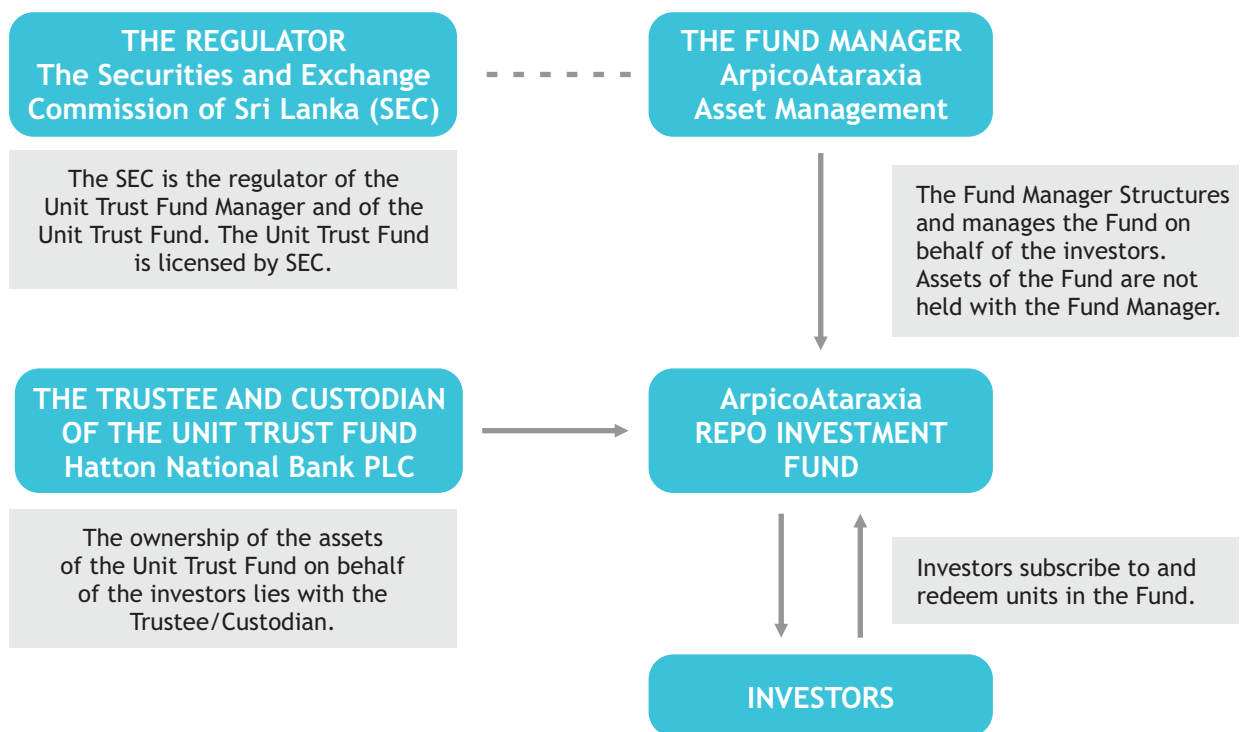 THE REGULATOR
The Securities and Exchange
Commission of Sri Lanka (SEC)
The SEC is the regulator of the
Unit Trust Fund Manager and of the
Unit Trust Fund. The Unit Trust Fund
is licensed by SEC.
THE FUND MANAGER
ArpicoAtaraxia
Asset Management
The Fund Manager Structures
and manages the Fund on
behalf of the investors.
Assets of the Fund are not
held with the Fund Manager.
THE TRUSTEE AND CUSTODIAN
OF THE UNIT TRUST FUND
Hatton National Bank PLC
The ownership of the assets
of the Unit Trust Fund on behalf
of the investors lies with the
Trustee/Custodian.
ArpicoAtaraxia
REPO INVESTMENT
FUND
Investors subscribe to and
redeem units in the Fund.
INVESTORS